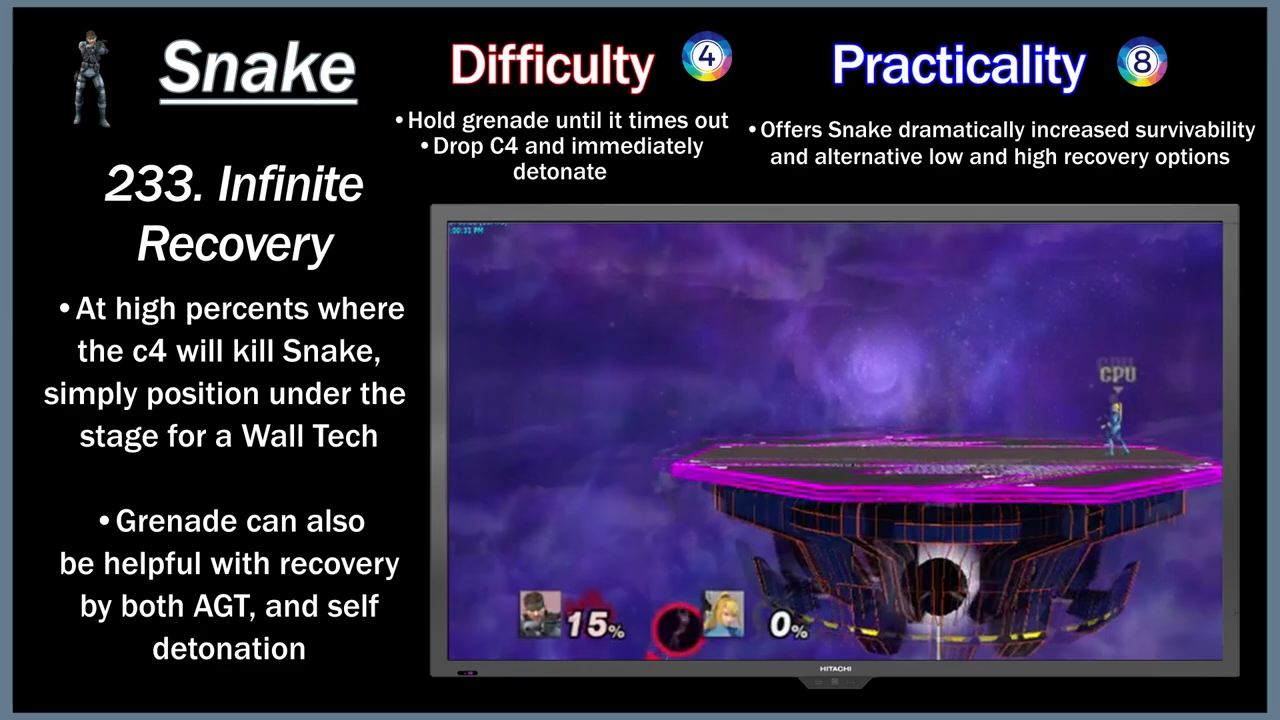 Snake
Difficulty 4
Practicality 8
•Hold grenade until it times out
•Drop C4 and immediately
detonate
•Offers Snake dramatically increased survivability
and alternative low and high recovery options
233. Infinite
Recovery
•At high percents where
the c4 will kill Snake,
simply position under the
stage for a Wall Tech
•Grenade can also
be helpful with recovery
by both AGT, and self
detonation
:00:31 PM
CPU
15%
0%
HITACHI